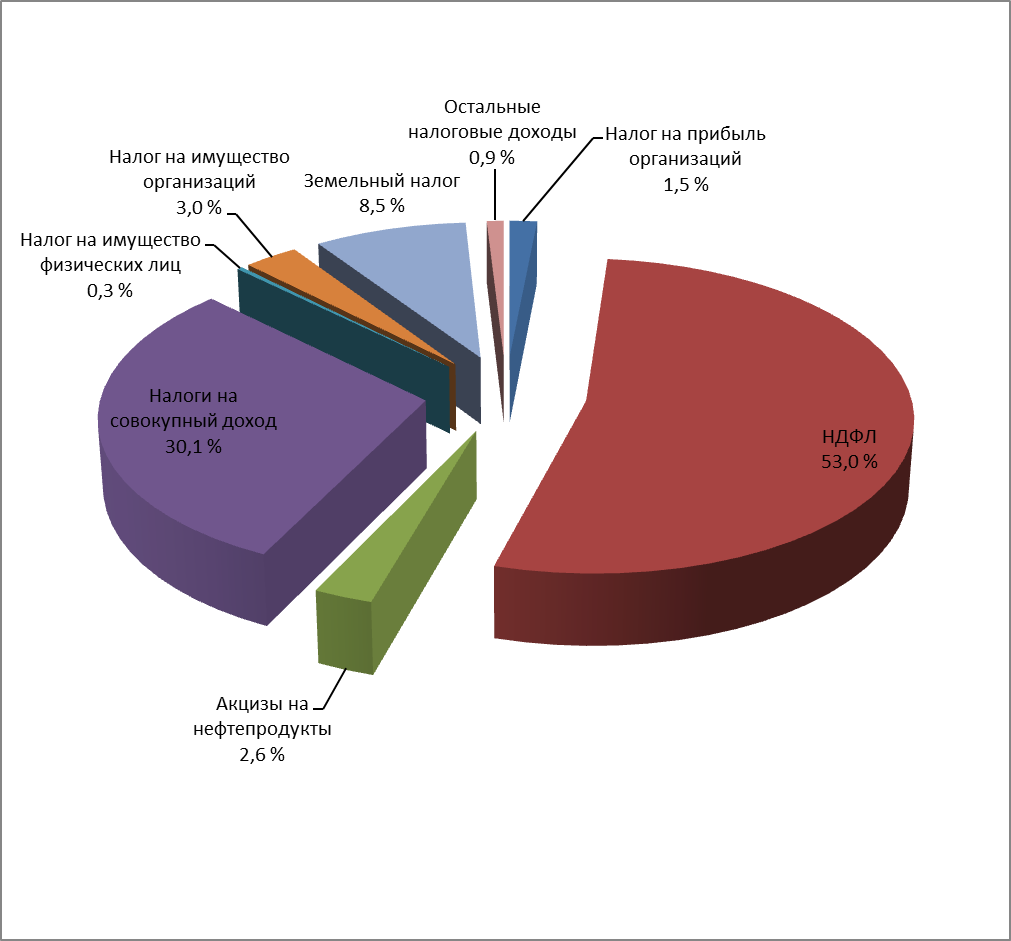 Остальные
налоговые доходы
0,9 %
Налог на прибыль
организаций
1,5 %
Налог на имущество
организаций
3,0 %
Земельный налог
8,5 %
Налог на имущество
физических лиц
0,3 %
Налоги на
совокупный доход
30,1 %
НДФЛ
53,0 %
Акцизы на
нефтепродукты
2,6 %